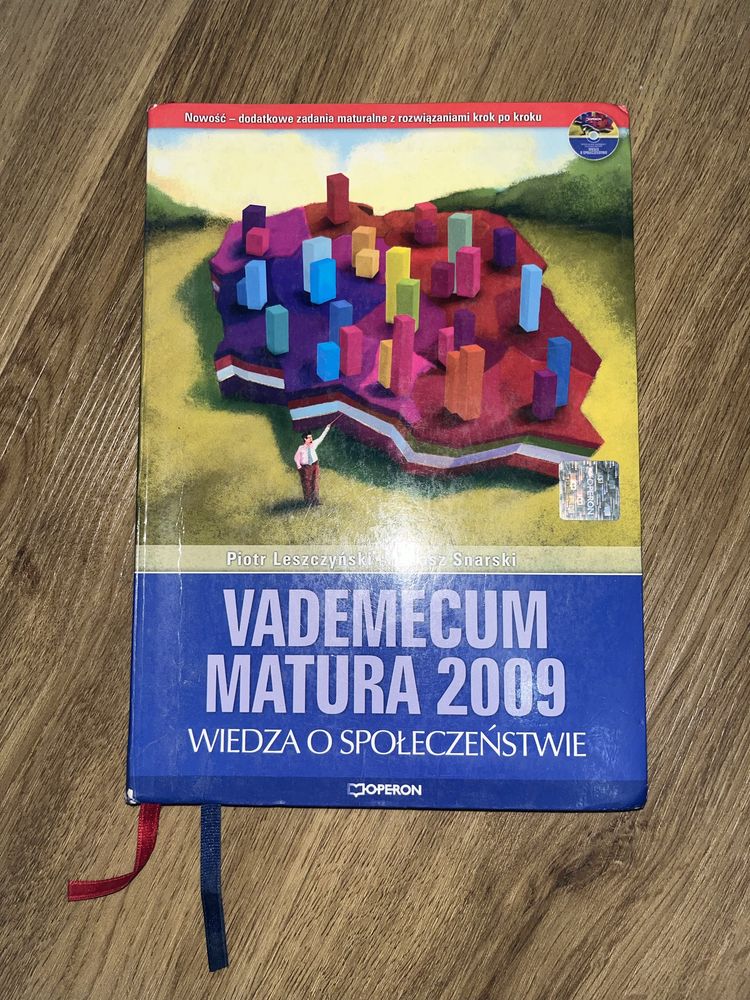 Nowość – dodatkowe zadania maturalne z rozwiązaniami krok po kroku
OPERON
Piotr Leszczyński Snarski
VADEMECUM
MATURA 2009
WIEDZA O SPOŁECZEŃSTWIE
OPERON